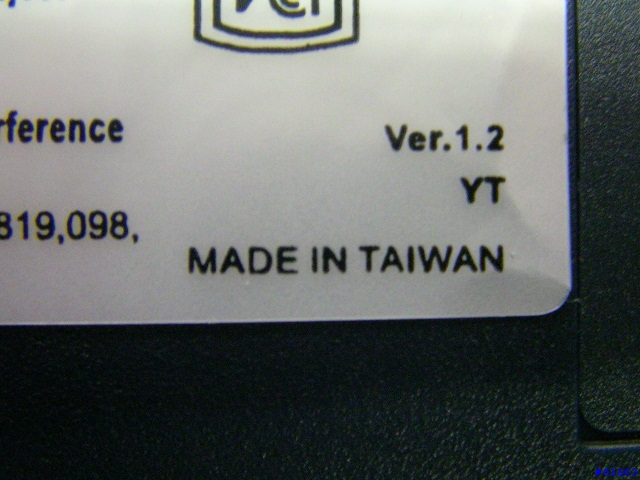 rference
Ver.1.2
YT
819,098,
MADE IN TAIWAN